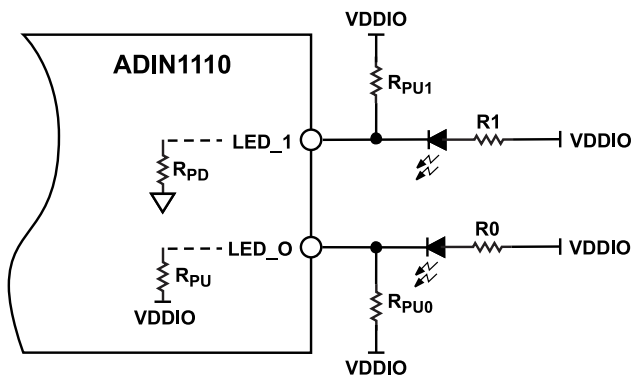 VDDIO
ADIN1110
RPU1
R1
LED_1
VDDIO
RPD
R0
LED_O
VDDIO
RPU
RPU0
VDDIO
VDDIO